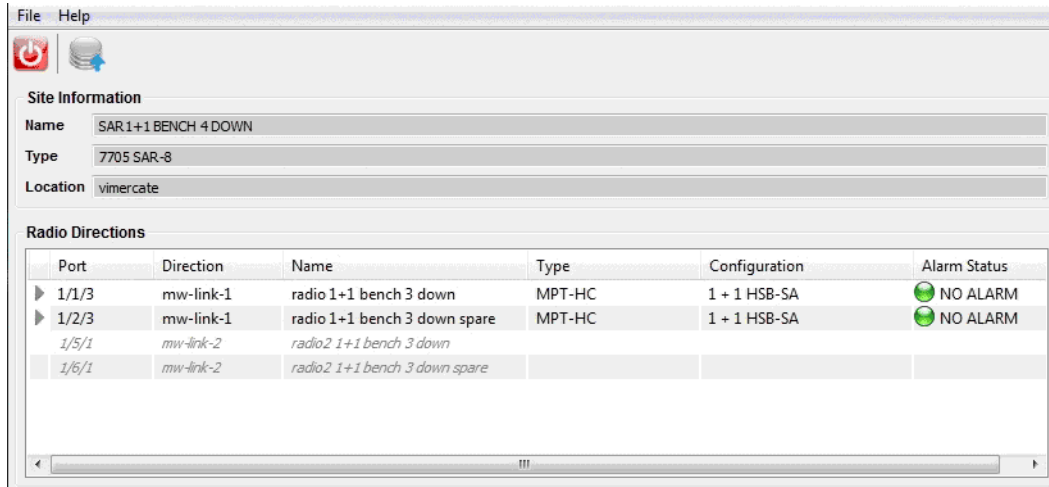 File Help
Site Information
Name SAR 1+1 BENCH 4 DOWN
Type 7705 SAR-8
Location vimercate
Radio Directions
Port Direction Name Type Configuration Alarm Status
1/1/3 mw-link-1 radio 1+1 bench 3 down MPT-HC 1 + 1 HSB-SA NO ALARM
1/2/3 mw-link-1 radio 1+1 bench 3 down spare MPT-HC 1 + 1 HSB-SA NO ALARM
1/5/1 mw-link-2 radio2 1+1 bench 3 down
1/6/1 mw-link-2 radio2 1+1 bench 3 down spare